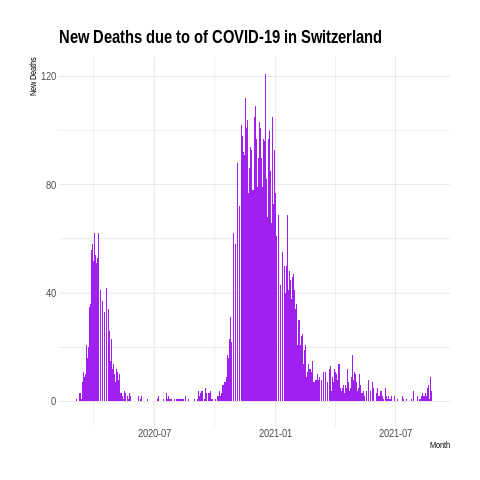 New Deaths due to of COVID-19 in Switzerland
New Deaths
120
80
40
0
2020-07
2021-01
2021-07
Month